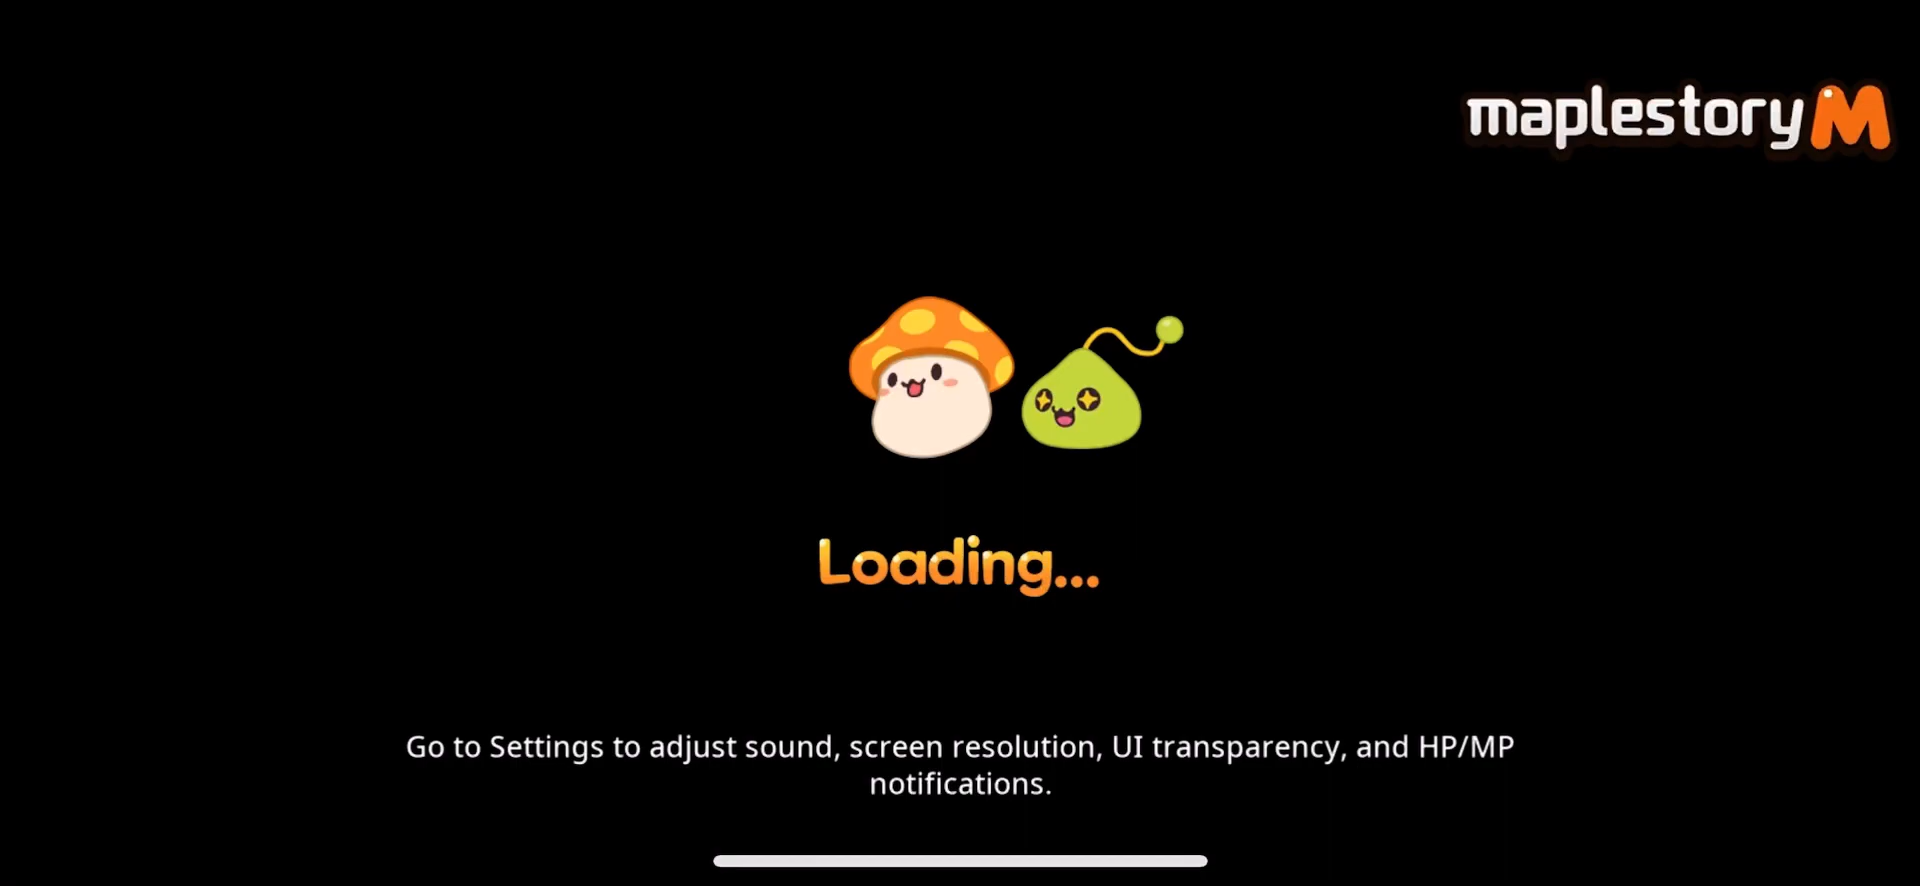 maplestory M
Loading...
Go to Settings to adjust sound, screen resolution, UI transparency, and HP/MP
notifications.